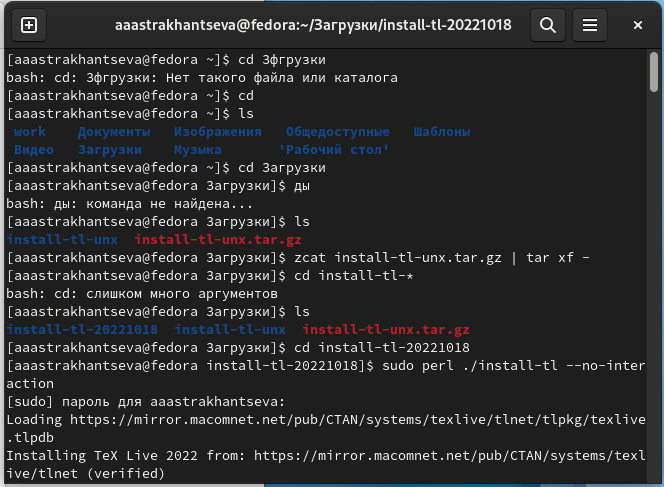 aaastrakhantseva@fedora:~/Загрузки/install-tl-20221018
[aaastrakhantseva@fedora ~]$ cd Зфгрузки
bash: cd: Зфгрузки: Нет такого файла или каталога
[aaastrakhantseva@fedora ~]$ cd
[aaastrakhantseva@fedora ~]$ ls
work Документы Изображения Общедоступные Шаблоны
Видео Загрузки Музыка 'Рабочий стол'
[aaastrakhantseva@fedora ~]$ cd Загрузки
[aaastrakhantseva@fedora Загрузки]$ ды
bash: ды: команда не найдена...
[aaastrakhantseva@fedora Загрузки]$ ls
install-tl-unx install-tl-unx.tar.gz
[aaastrakhantseva@fedora Загрузки]$ zcat install-tl-unx.tar.gz | tar xf -
[aaastrakhantseva@fedora Загрузки]$ cd install-tl-*
bash: cd: слишком много аргументов
[aaastrakhantseva@fedora Загрузки]$ ls
install-tl-20221018 install-tl-unx install-tl-unx.tar.gz
[aaastrakhantseva@fedora Загрузки]$ cd install-tl-20221018
[aaastrakhantseva@fedora install-tl-20221018]$ sudo perl ./install-tl --no-inter
action
[sudo] пароль для aaastrakhantseva:
Loading https://mirror.macomnet.net/pub/CTAN/systems/texlive/tlnet/tlpkg/texlive
.tlpdb
Installing TeX Live 2022 from: https://mirror.macomnet.net/pub/CTAN/systems/texl
ive/tlnet (verified)